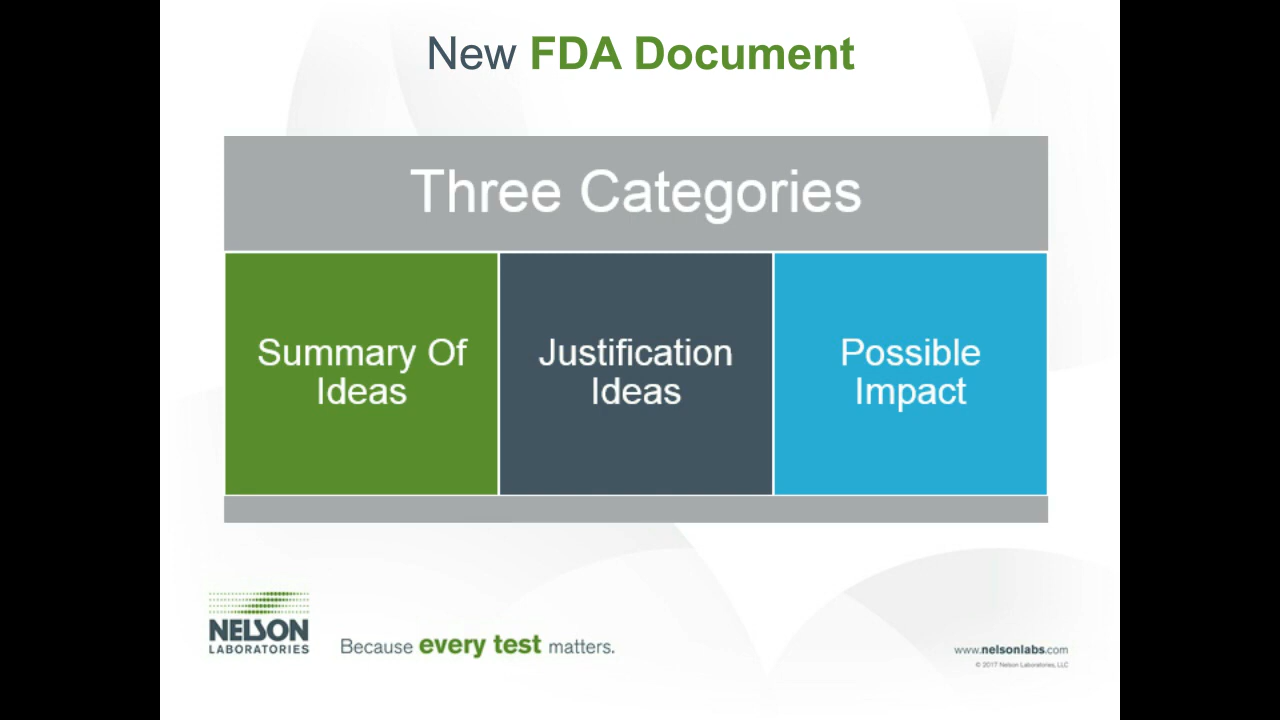 New FDA Document
Three Categories
Summary Of
Ideas
Justification
Ideas
Possible
Impact
NELSON
LABORATORIES
Because every test matters.
www.nelsonlabs.com
© 2017 Nelson Laboratories, LLC